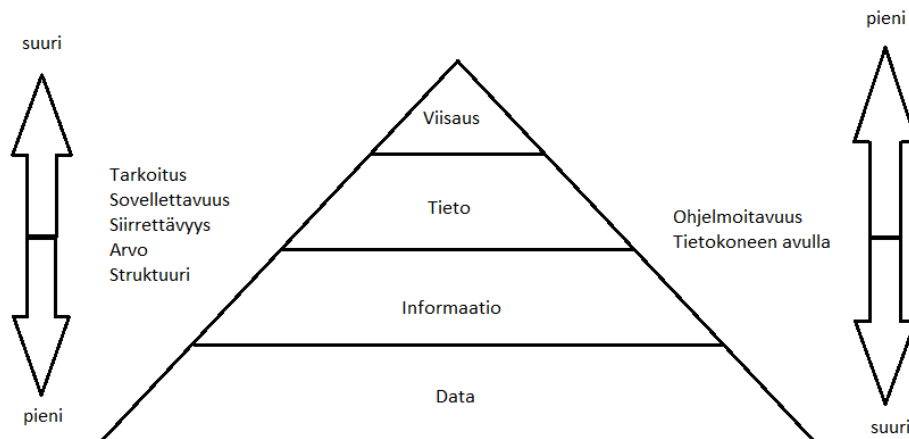 suuri
pieni
Viisaus
Tarkoitus
Sovellettavuus
Siirrettävyys
Arvo
Struktuuri
Tieto
Ohjelmoitavuus
Tietokoneen avulla
Informaatio
Data
pieni
suuri